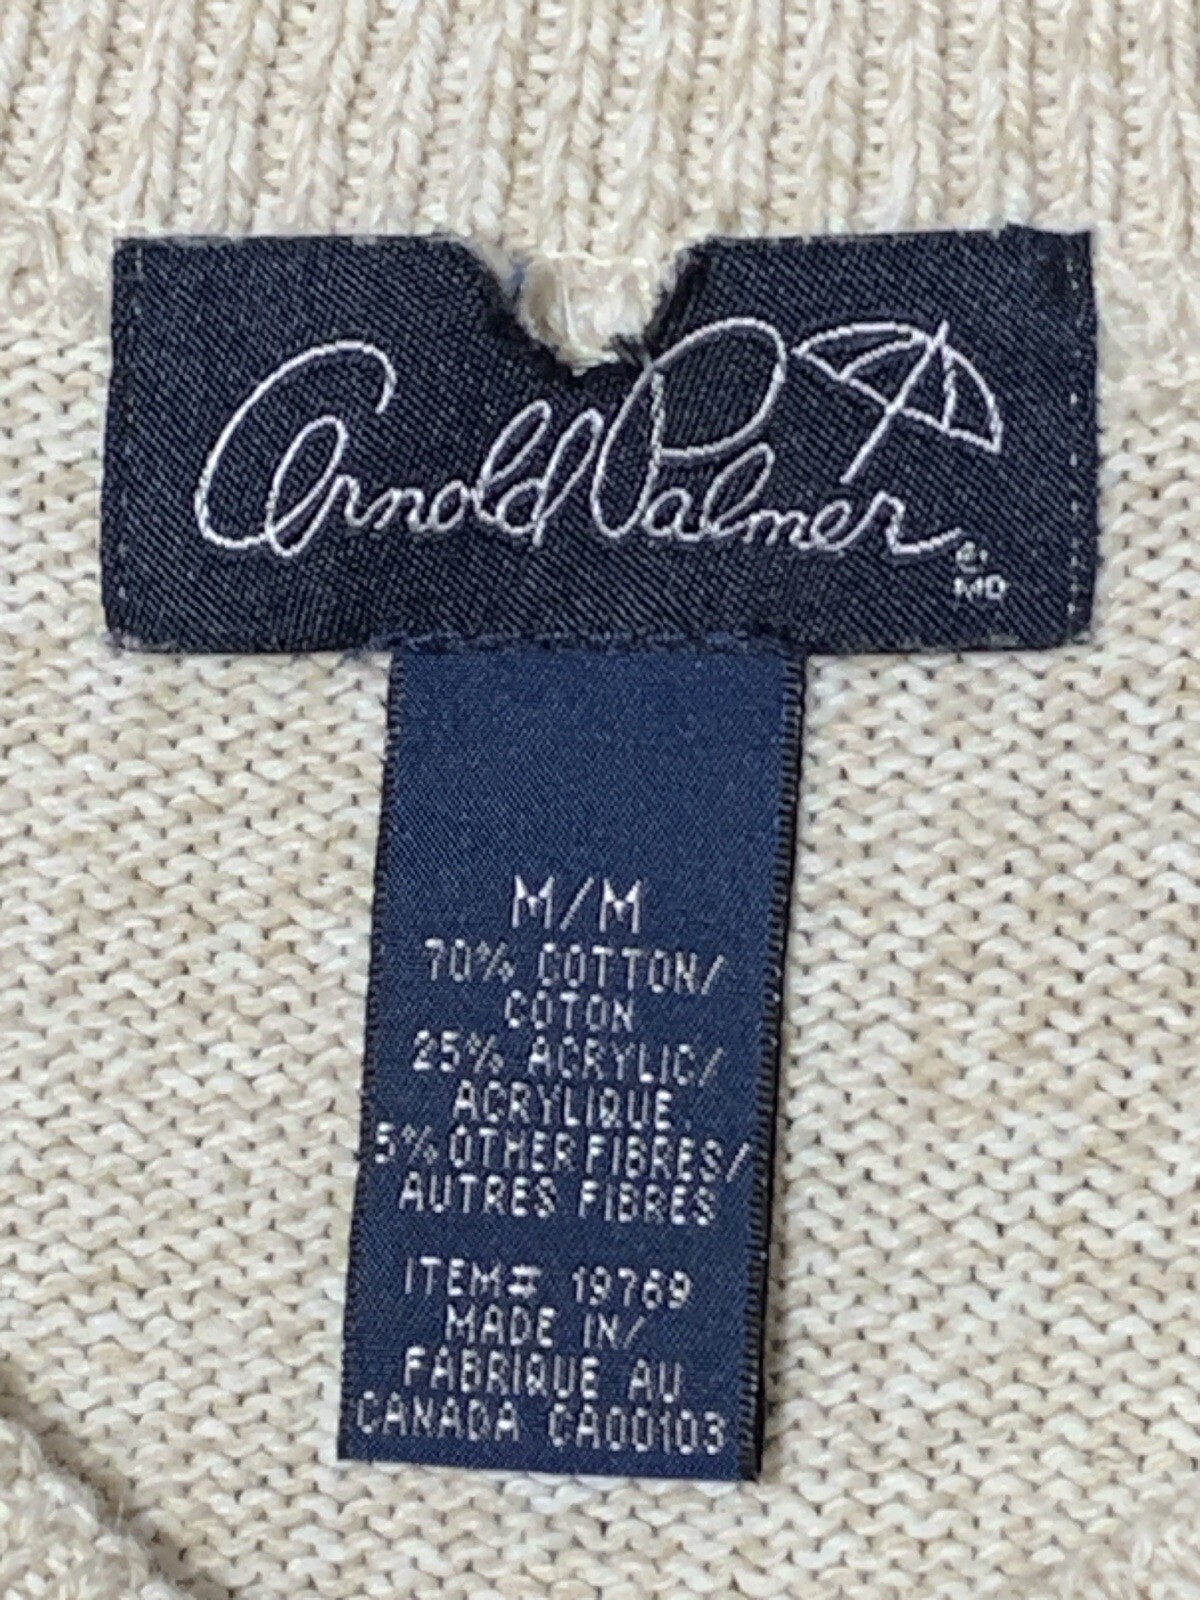 Arnold Palmer
MD
M/M
70% COTTON/
COTON
25% ACRYLIC/
ACRYLIQUE
5% OTHER FIBRES/
AUTRES FIBRES
ITEM# 19769
MADE IN/
FABRIQUE AU
CANADA CA00103